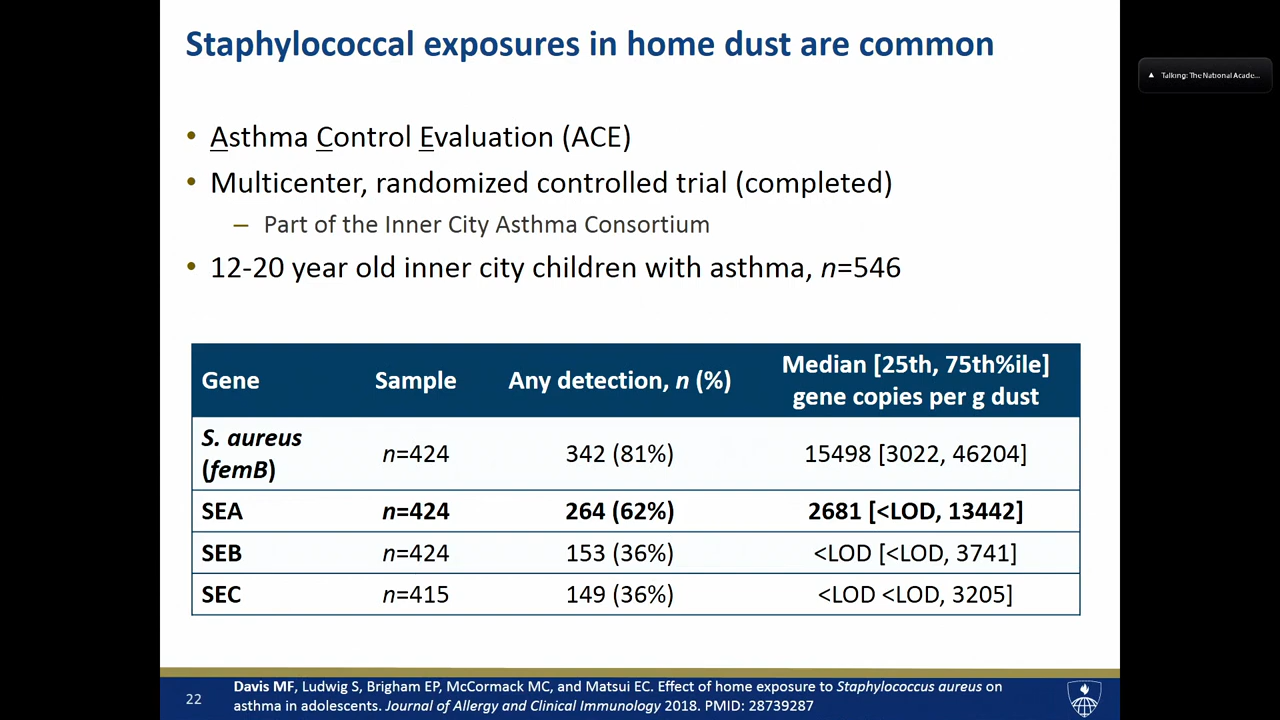 Staphylococcal exposures in home dust are common
▲ Talking: The National Acade...
• Asthma Control Evaluation (ACE)
• Multicenter, randomized controlled trial (completed)
– Part of the Inner City Asthma Consortium
• 12-20 year old inner city children with asthma, n=546
Gene Sample Any detection, n (%) Median [25th, 75th%ile] gene copies per g dust
S. aureus (femB) n=424 342 (81%) 15498 [3022, 46204]
SEA n=424 264 (62%) 2681 [<LOD, 13442]
SEB n=424 153 (36%) <LOD [<LOD, 3741]
SEC n=415 149 (36%) <LOD <LOD, 3205]
22
Davis MF, Ludwig S, Brigham EP, McCormack MC, and Matsui EC. Effect of home exposure to Staphylococcus aureus on
asthma in adolescents. Journal of Allergy and Clinical Immunology 2018. PMID: 28739287